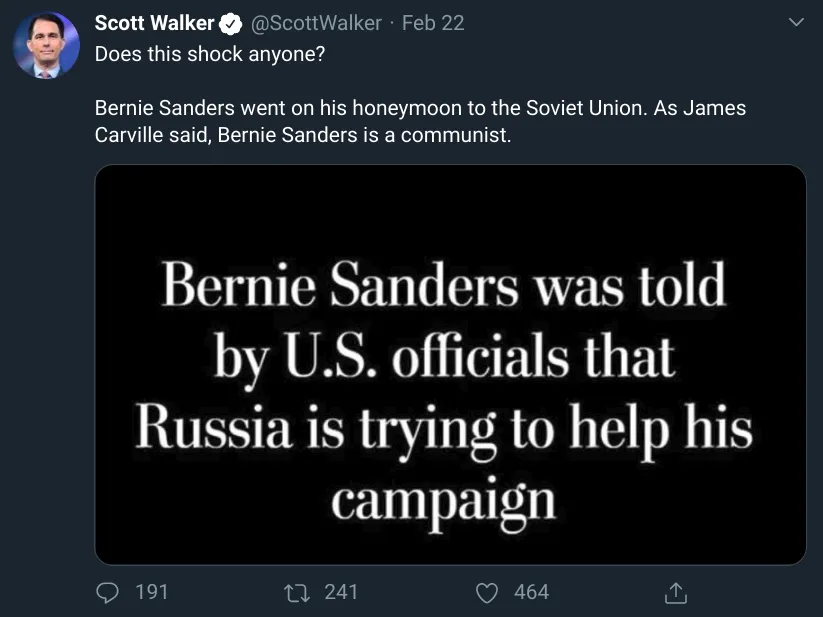 Scott Walker @ScottWalker · Feb 22
Does this shock anyone?
Bernie Sanders went on his honeymoon to the Soviet Union. As James
Carville said, Bernie Sanders is a communist.
Bernie Sanders was told
by U.S. officials that
Russia is trying to help his
campaign
191 241 464